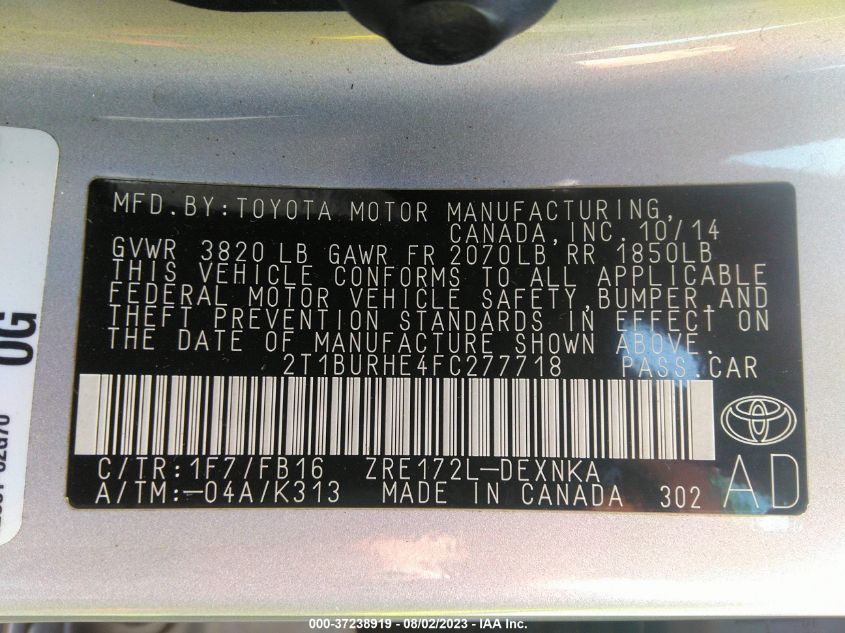 MFD.BY:TOYOTA MOTOR MANUFACTURING,
CANADA,INC. 10/14
GVWR 3820 LB GAWR FR 2070LB RR 1850LB
THIS VEHICLE CONFORMS TO ALL APPLICABLE
FEDERAL MOTOR VEHICLE SAFETY,BUMPER,AND
THEFT PREVENTION STANDARDS IN EFFECT ON
THE DATE OF MANUFACTURE SHOWN ABOVE.
2T1BURHE4FC277718 PASS.CAR
C/TR:1F7/FB16 ZRE172L-DEXNKA
A/TM:-04A/K313 MADE IN CANADA 302
AD
0G
000-37238919 - 08/02/2023 - IAA Inc.